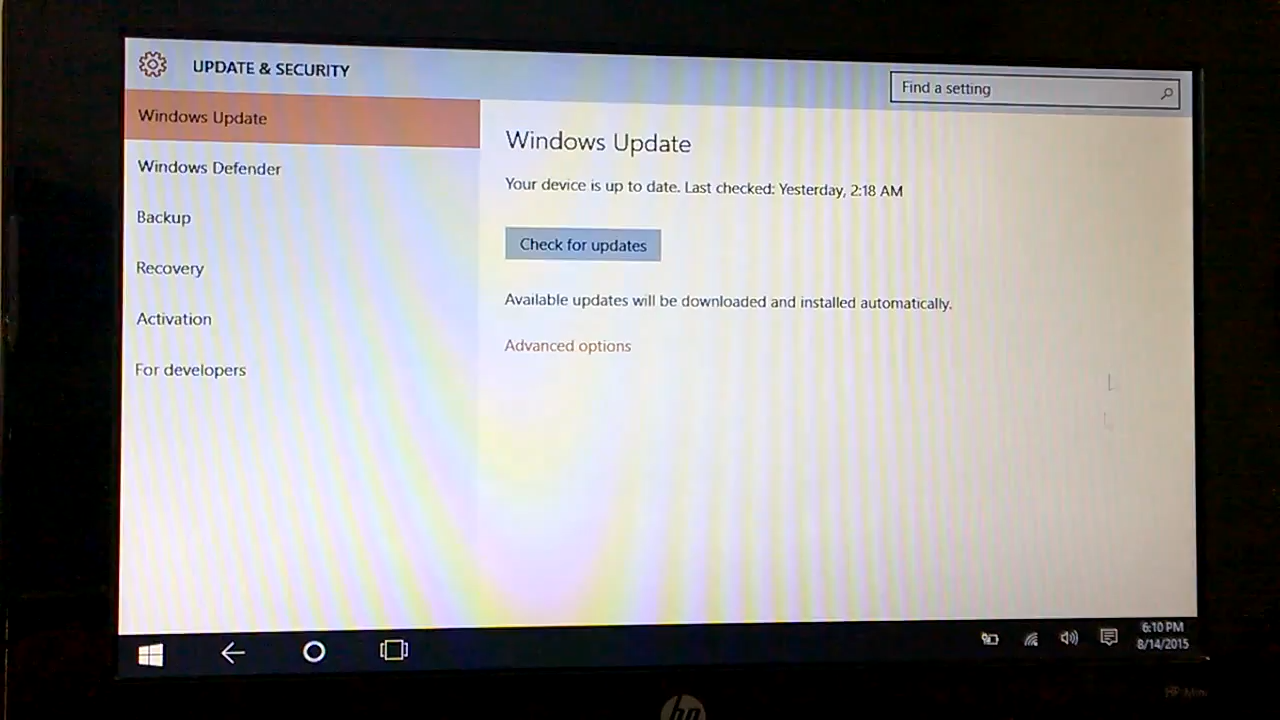 UPDATE & SECURITY
Find a setting
Windows Update
Windows Defender
Backup
Recovery
Activation
For developers
Windows Update
Your device is up to date. Last checked: Yesterday, 2:18 AM
Check for updates
Available updates will be downloaded and installed automatically.
Advanced options
6:10 PM
8/14/2015
hp
HP Mini